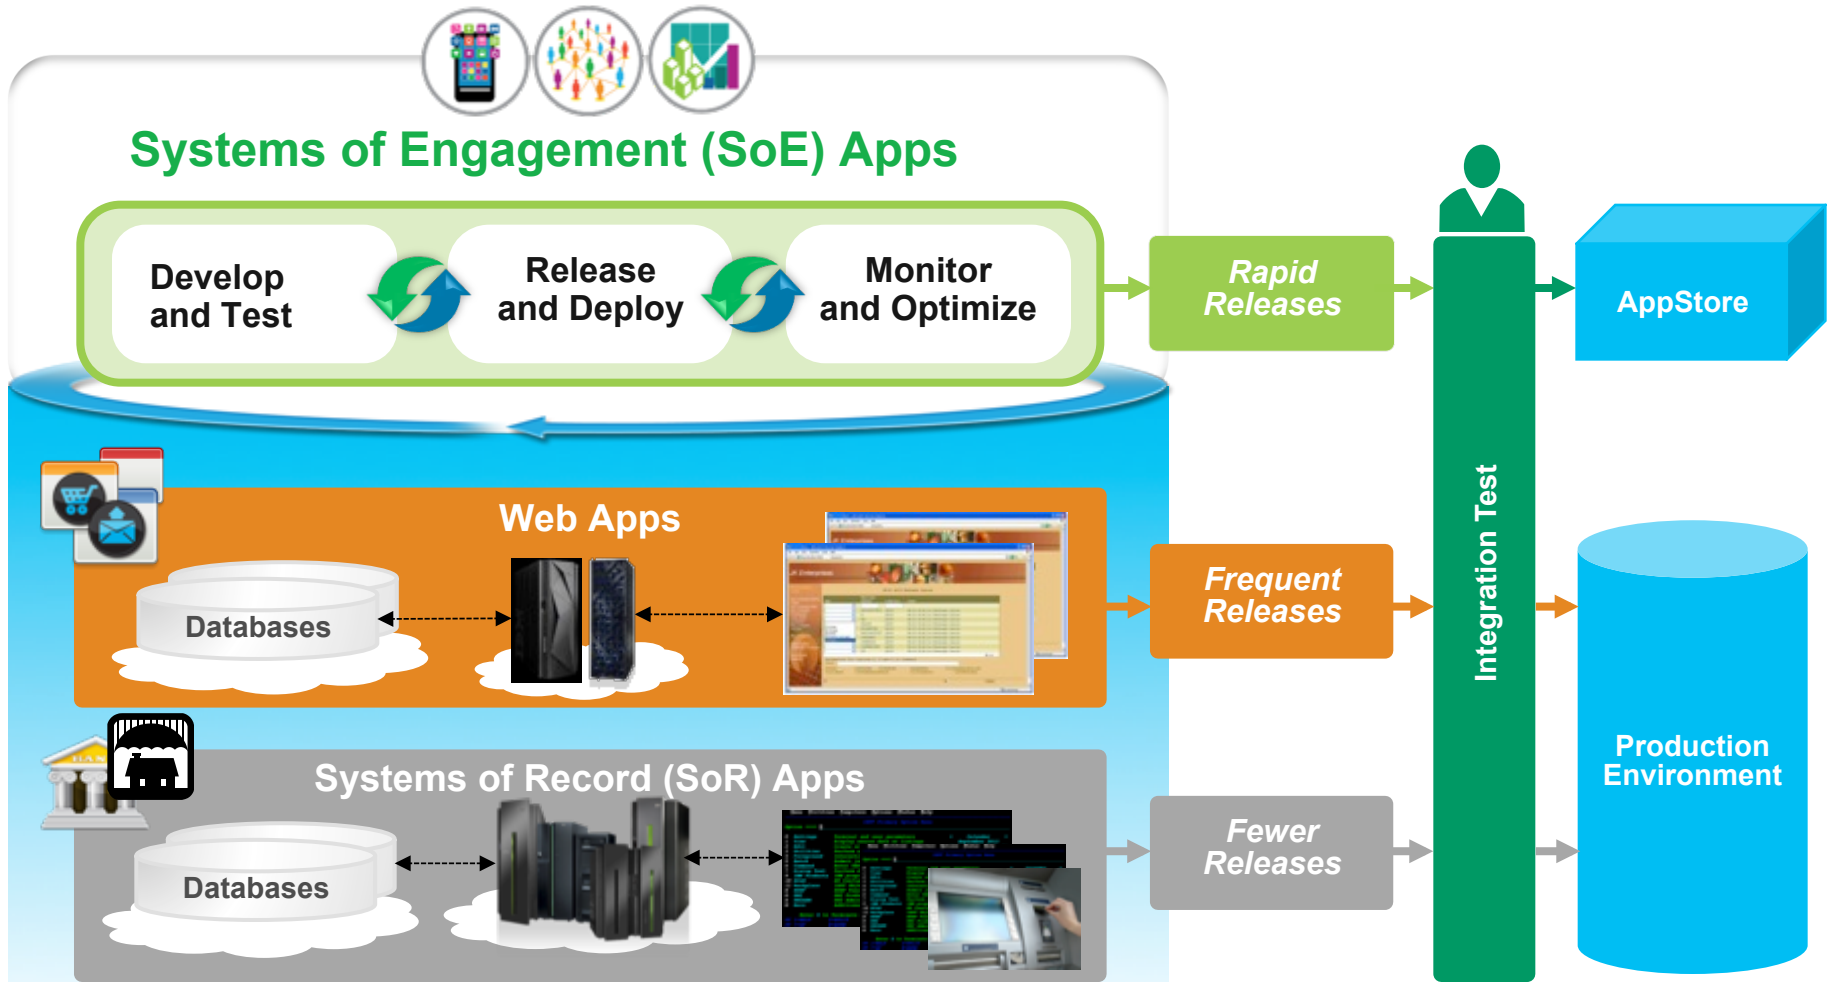 Systems of Engagement (SoE) Apps
Develop
and Test
Release
and Deploy
Monitor
and Optimize
Rapid
Releases
AppStore
Integration Test
Web Apps
Databases
Frequent
Releases
Production
Environment
Systems of Record (SoR) Apps
Databases
Fewer
Releases